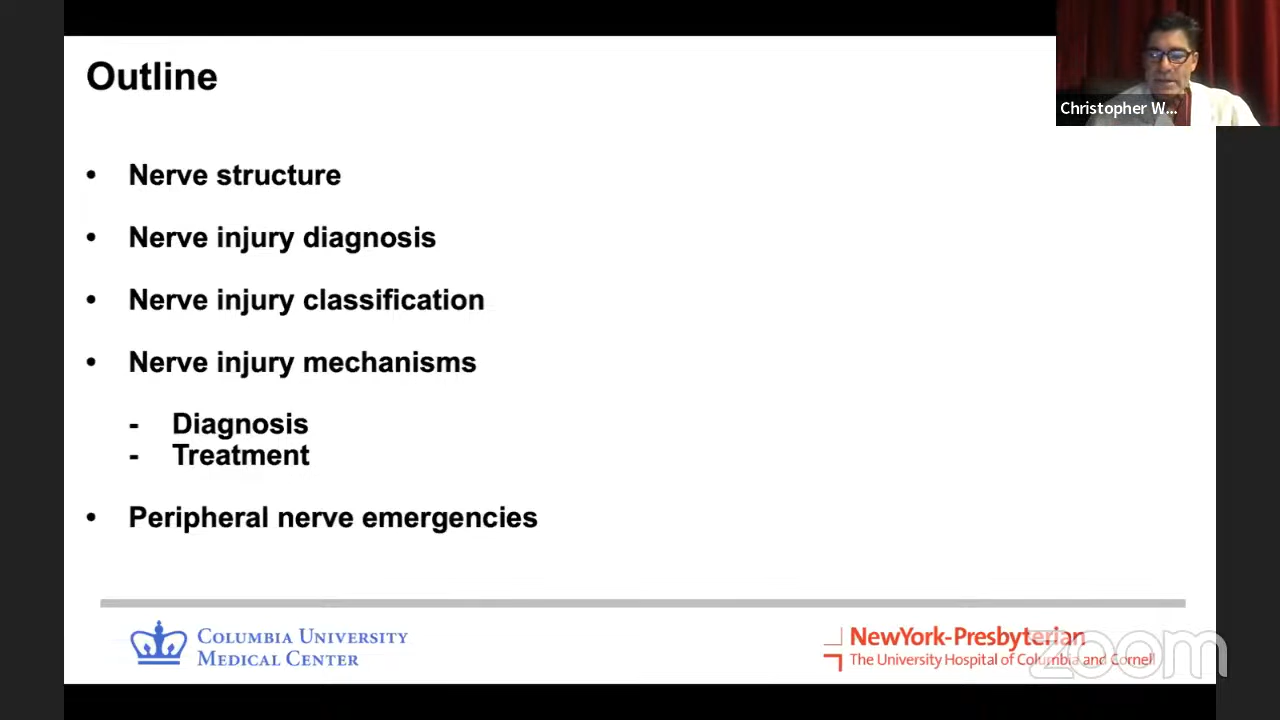 Outline
Christopher W...
• Nerve structure
• Nerve injury diagnosis
• Nerve injury classification
• Nerve injury mechanisms
- Diagnosis
- Treatment
• Peripheral nerve emergencies
COLUMBIA UNIVERSITY
MEDICAL CENTER
NewYork-Presbyterian
The University Hospital of Columbia and Cornell
zoom